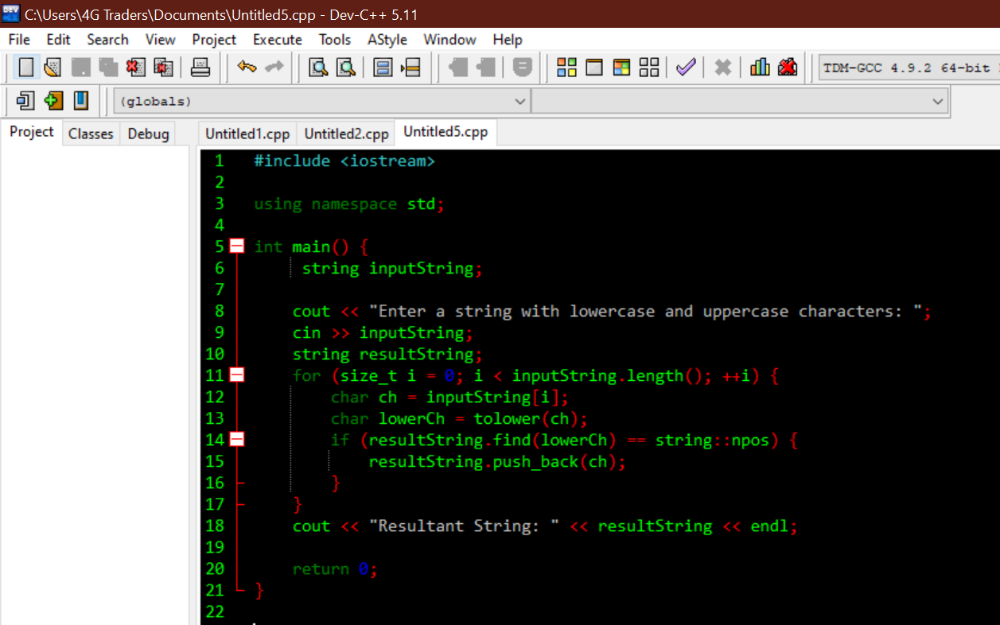 C:\Users\4G Traders\Documents\Untitled5.cpp - Dev-C++ 5.11
File Edit Search View Project Execute Tools AStyle Window Help
TDM-GCC 4.9.2 64-bit
(globals)
Project Classes Debug Untitled1.cpp Untitled2.cpp Untitled5.cpp
1 #include <iostream>
2
3 using namespace std;
4
5 int main() {
6 string inputString;
7
8 cout << "Enter a string with lowercase and uppercase characters: ";
9 cin >> inputString;
10 string resultString;
11 for (size_t i = 0; i < inputString.length(); ++i) {
12 char ch = inputString[i];
13 char lowerCh = tolower(ch);
14 if (resultString.find(lowerCh) == string::npos) {
15 resultString.push_back(ch);
16 }
17 }
18 cout << "Resultant String: " << resultString << endl;
19
20 return 0;
21 }
22